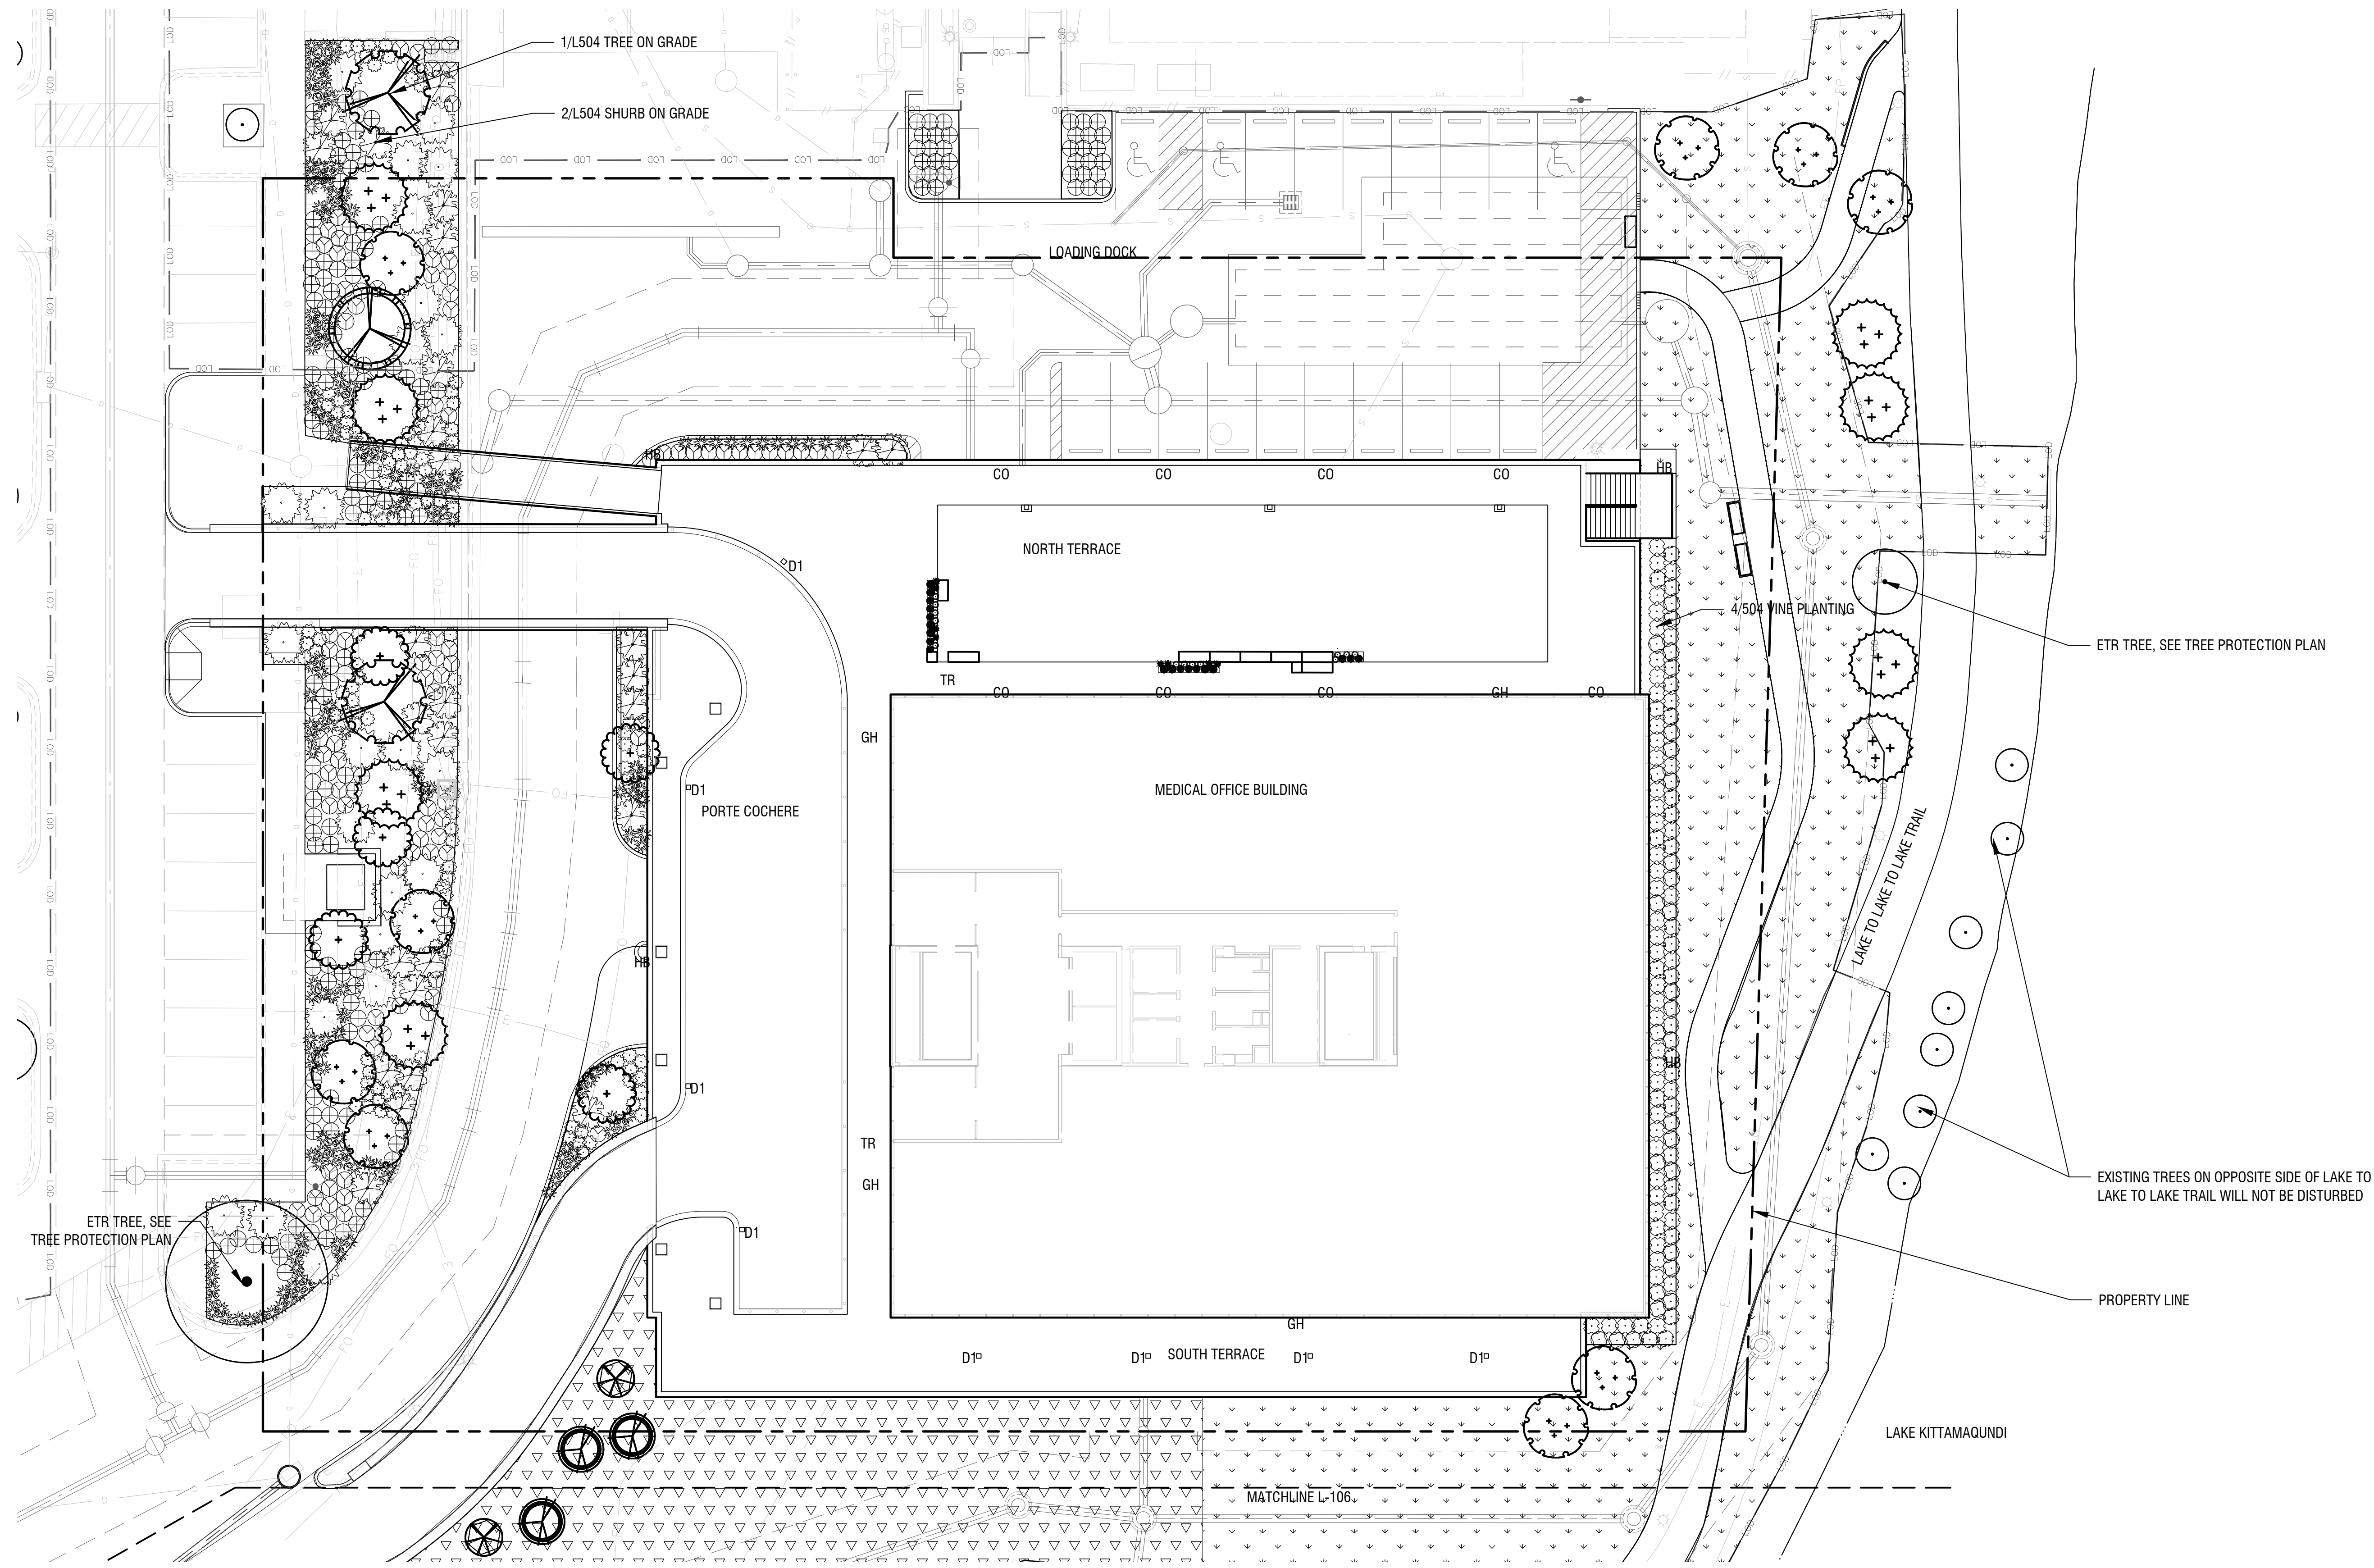 1/L504 TREE ON GRADE
2/L504 SHURB ON GRADE
LOADING DOCK
HB
CO
CO
CO
CO
HB
NORTH TERRACE
D1
4/504 VINE PLANTING
ETR TREE, SEE TREE PROTECTION PLAN
TR
CO
CO
CO
GH
CO
GH
D1
MEDICAL OFFICE BUILDING
PORTE COCHERE
LAKE TO LAKE TO LAKE TRAIL
HB
HB
D1
TR
GH
EXISTING TREES ON OPPOSITE SIDE OF LAKE TO
LAKE TO LAKE TRAIL WILL NOT BE DISTURBED
ETR TREE, SEE
TREE PROTECTION PLAN
D1
PROPERTY LINE
GH
D1
D1
SOUTH TERRACE
D1
D1
LAKE KITTAMAQUNDI
MATCHLINE L-106